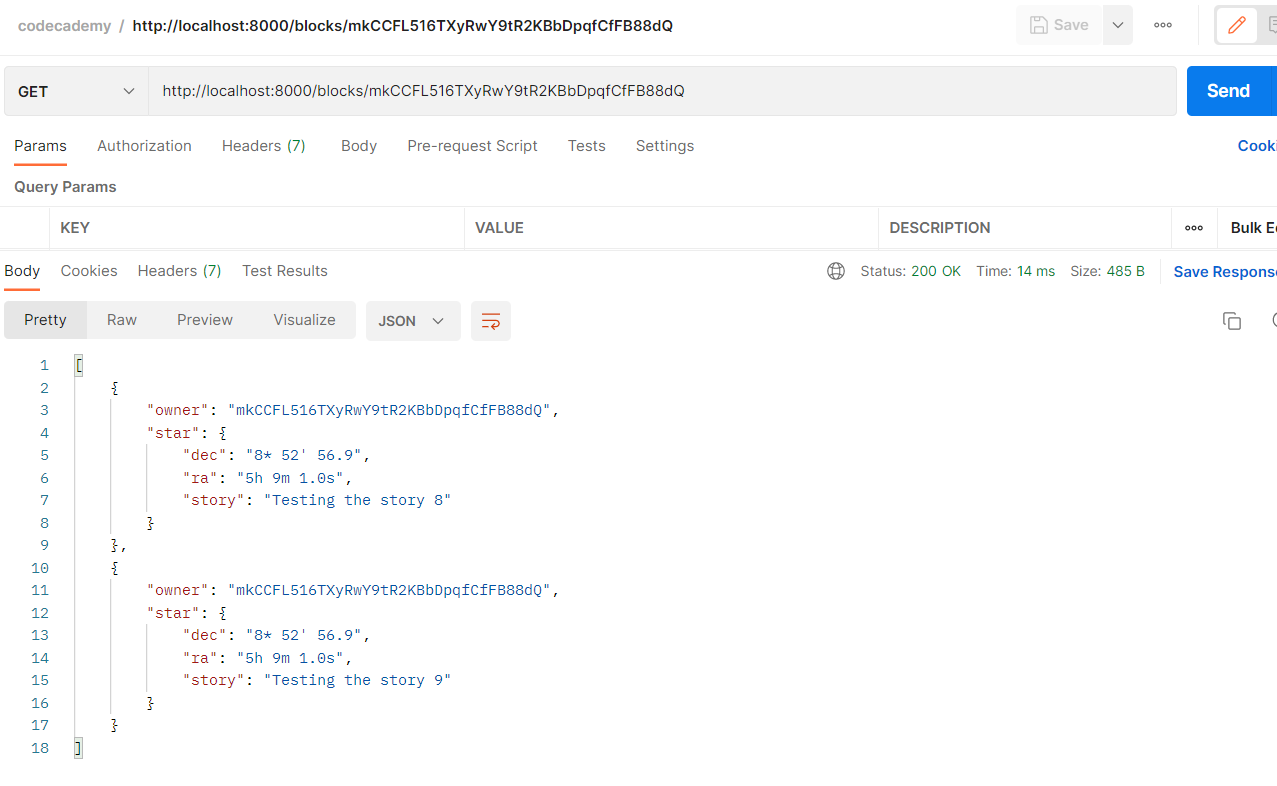 codecademy / http://localhost:8000/blocks/mkCCFL516TXyRwY9tR2KBbDpqfCfFB88dQ Save
GET http://localhost:8000/blocks/mkCCFL516TXyRwY9tR2KBbDpqfCfFB88dQ Send
Params Authorization Headers (7) Body Pre-request Script Tests Settings Cooki
Query Params
KEY VALUE DESCRIPTION Bulk E
Body Cookies Headers (7) Test Results Status: 200 OK Time: 14 ms Size: 485 B Save Respons
Pretty Raw Preview Visualize JSON
1 [
2 {
3 "owner": "mkCCFL516TXyRwY9tR2KBbDpqfCfFB88dQ",
4 "star": {
5 "dec": "8* 52' 56.9",
6 "ra": "5h 9m 1.0s",
7 "story": "Testing the story 8"
8 }
9 },
10 {
11 "owner": "mkCCFL516TXyRwY9tR2KBbDpqfCfFB88dQ",
12 "star": {
13 "dec": "8* 52' 56.9",
14 "ra": "5h 9m 1.0s",
15 "story": "Testing the story 9"
16 }
17 }
18 ]